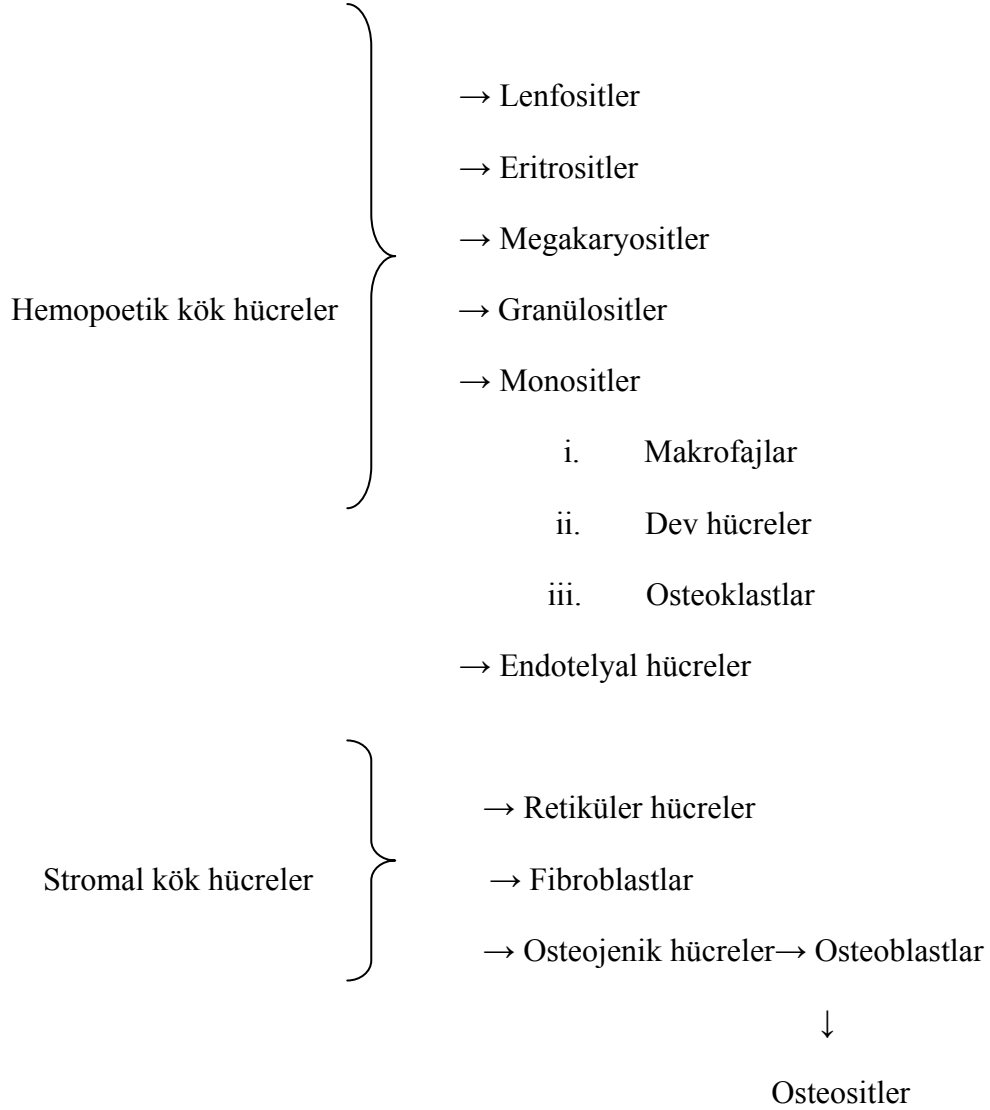 → Lenfositler
→ Eritrositler
→ Megakaryositler
Hemopoetik kök hücreler
→ Granülositler
→ Monositler
i. Makrofajlar
ii. Dev hücreler
iii. Osteoklastlar
→ Endotelyal hücreler
→ Retiküler hücreler
Stromal kök hücreler
→ Fibroblastlar
→ Osteojenik hücreler→ Osteoblastlar
↓
Osteositler